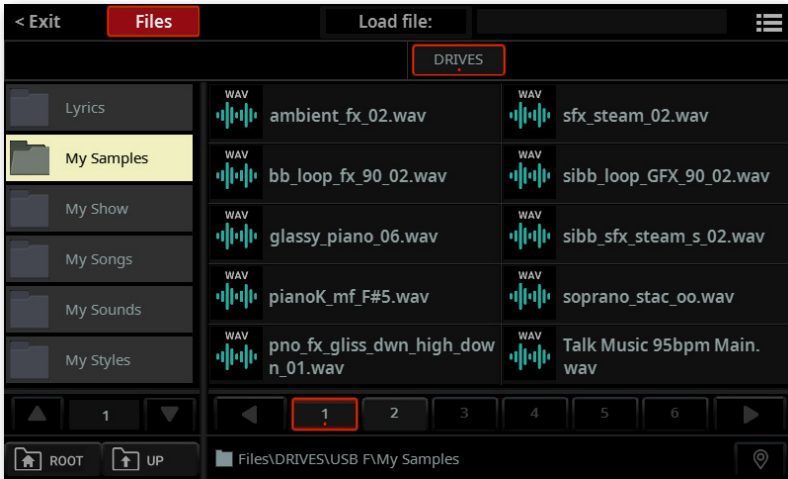 < Exit
Files
Load file:
DRIVES
Lyrics
My Samples
My Show
My Songs
My Sounds
My Styles
1
ROOT
UP
WAV
ambient_fx_02.wav
WAV
sfx_steam_02.wav
WAV
bb_loop_fx_90_02.wav
WAV
sibb_loop_GFX_90_02.wav
WAV
glassy_piano_06.wav
WAV
sibb_sfx_steam_s_02.wav
WAV
pianoK_mf_F#5.wav
WAV
soprano_stac_oo.wav
WAV
pno_fx_gliss_dwn_high_dow
n_01.wav
WAV
Talk Music 95bpm Main.
wav
1 2 3 4 5 6
Files\DRIVES\USB F\My Samples